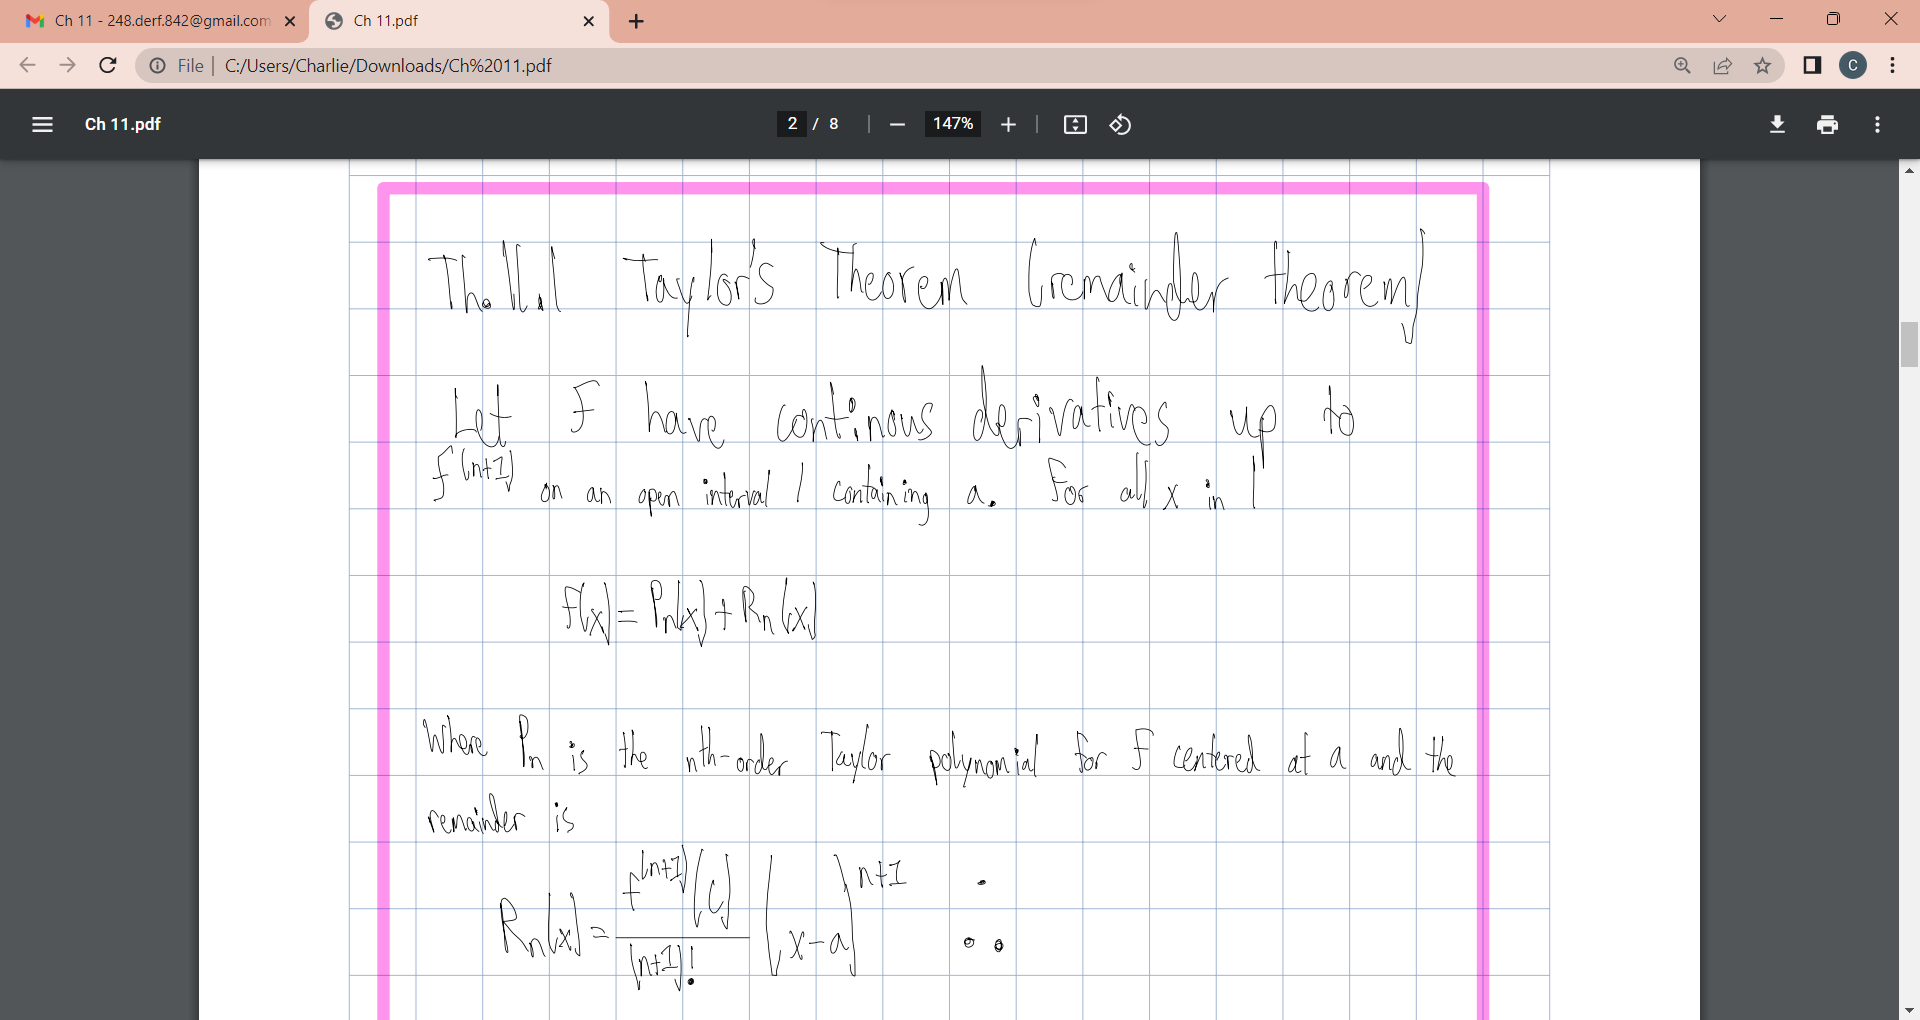 Ch 11 - 248.derf.842@gmail.com
Ch 11.pdf
File | C:/Users/Charlie/Downloads/Ch%2011.pdf
C
Ch 11.pdf
2 / 8
147%
Th. 11.1 Taylor's Theorem (remainder theorem)
Let f have continous derivatives up to
f^(n+1) on an open interval I containing a. For all x in I
f(x) = Pn(x) + Rn(x)
Where Pn is the nth-order Taylor polynomial for f centered at a and the
remainder is
Rn(x) = f^(n+1)(c)/(n+1)! (x-a)^n+1 ∴